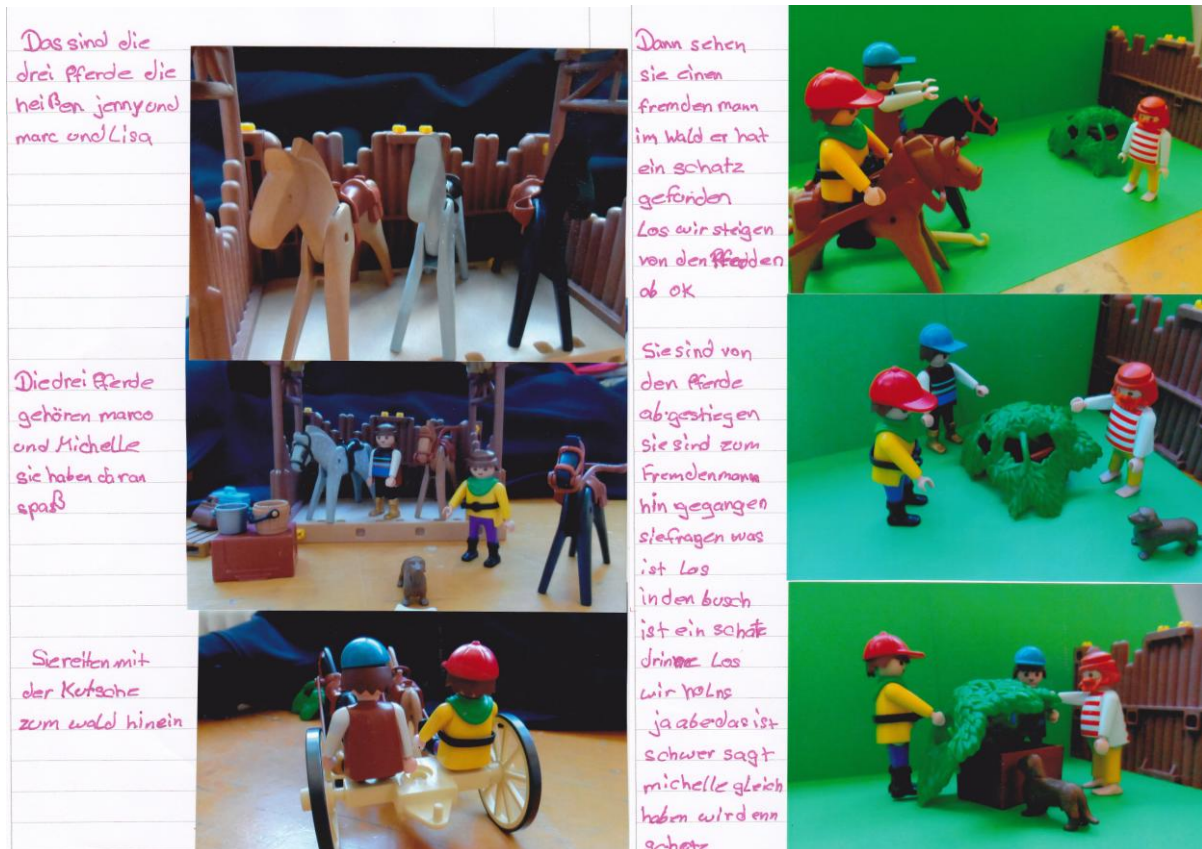 Das sind die
drei Pferde die
heißen jenny und
marc und Lisa
Die drei Pferde
gehören marco
und Michelle
sie haben daran
spaß
Sie reiten mit
der Kutsche
zum wald hinein
Dann sehen
sie einen
fremden mann
im Wald er hat
ein schatz
gefunden
Los wir steigen
von den Pferdden
ab ok
Sie sind von
den Pferde
abgestiegen
sie sind zum
Fremdenmann
hin gegangen
sie fragen was
ist Los
in den busch
ist ein schatz
drinne Los
wir holns
ja aber das ist
schwer sagt
michelle gleich
haben wir denn
schatz